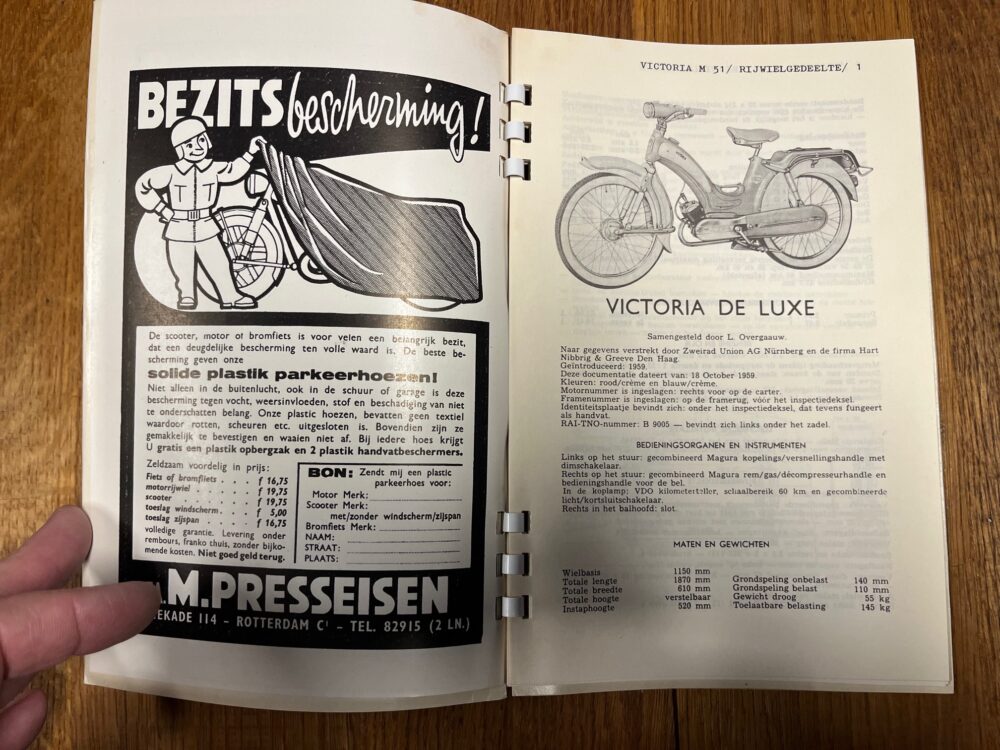 BEZITS bescherming!
De scooter, motor of bromfiets is voor velen een belangrijk bezit,
dat een deugdelijke bescherming ten volle waard is. De beste be-
scherming geven onze
solide plastik parkeerhoezen!
Niet alleen in de buitenlucht, ook in de schuur of garage is deze
bescherming tegen vocht, weersinvloeden, stof en beschadiging van niet
te onderschatten belang. Onze plastic hoezen, bevatten geen textiel
waardoor rotten, scheuren etc. uitgesloten is. Bovendien zijn ze
gemakkelijk te bevestigen en waaien niet af. Bij iedere hoes krijgt
U gratis een plastik opbergzak en 2 plastik handvatbeschermers.
Zeldzaam voordelig in prijs:
Fiets of bromfiets . . . . f 16,75
motorrijwiel . . . . . f 19,75
scooter . . . . . . f 19,75
toeslag windscherm . . . . f 5,00
toeslag zijspan . . . . . f 16,75
volledige garantie. Levering onder
rembours, franko thuis, zonder bijko-
mende kosten. Niet goed geld terug.
BON: Zendt mij een plastic
parkeerhoes voor:
Motor Merk:
Scooter Merk:
met/zonder windscherm/zijspan
Bromfiets Merk:
NAAM:
STRAAT:
PLAATS:
.M.PRESSEISEN
EKADE 114 – ROTTERDAM C1 – TEL. 82915 (2 LN.)
VICTORIA M 51/ RIJWIELGEDEELTE/ 1
VICTORIA DE LUXE
Samengesteld door L. Overgaauw.
Naar gegevens verstrekt door Zweirad Union AG Nürnberg en de firma Hart
Nibbrig & Greeve Den Haag.
Geïntroduceerd: 1959.
Deze documentatie dateert van: 18 October 1959.
Kleuren: rood/crème en blauw/crème.
Motornummer is ingeslagen: rechts voor op de carter.
Framenummer is ingeslagen: op de framerug, vóór het inspectiedeksel.
Identiteitsplaatje bevindt zich: onder het inspectiedeksel, dat tevens fungeert
als handvat.
RAI-TNO-nummer: B 9005 — bevindt zich links onder het zadel.
BEDIENINGSORGANEN EN INSTRUMENTEN
Links op het stuur: gecombineerd Magura kopelings/versnellingshandle met
dimschakelaar.
Rechts op het stuur: gecombineerd Magura rem/gas/décompresseurhandle en
bedieningshandle voor de bel.
In de koplamp: VDO kilometerteller, schaalbereik 60 km en gecombineerde
licht/kortsluitschakelaar.
Rechts in het balhoofd: slot.
MATEN EN GEWICHTEN
Wielbasis 1150 mm
Totale lengte 1870 mm
Totale breedte 610 mm
Totale hoogte verstelbaar
Instaphoogte 520 mm
Grondspeling onbelast 140 mm
Grondspeling belast 110 mm
Gewicht droog 55 kg
Toelaatbare belasting 145 kg